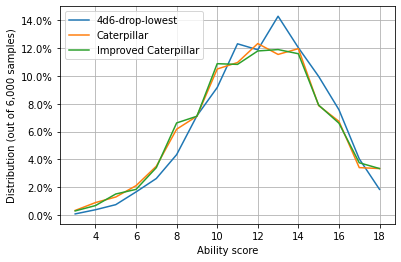 14.0%
12.0%
10.0%
8.0%
6.0%
4.0%
2.0%
0.0%
Distribution (out of 6,000 samples)
4d6-drop-lowest
Caterpillar
Improved Caterpillar
4 6 8 10 12 14 16 18
Ability score